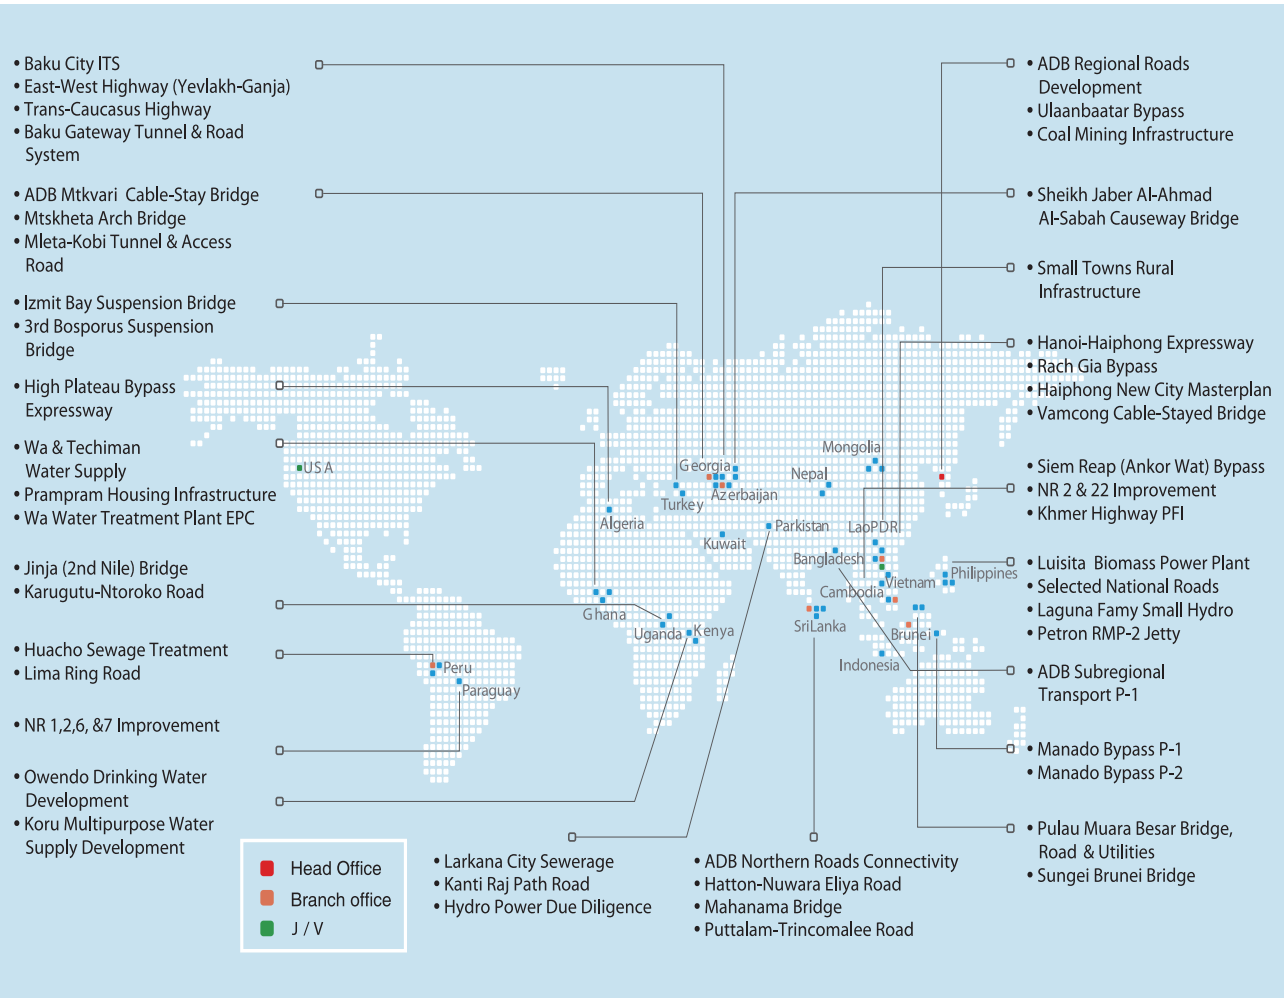 • Baku City ITS
• East-West Highway (Yevlakh-Ganja)
• Trans-Caucasus Highway
• Baku Gateway Tunnel & Road
System
• ADB Mtkvari Cable-Stay Bridge
• Mtskheta Arch Bridge
• Mleta-Kobi Tunnel & Access
Road
• Izmit Bay Suspension Bridge
• 3rd Bosporus Suspension
Bridge
• High Plateau Bypass
Expressway
• Wa & Techiman
Water Supply
• Prampram Housing Infrastructure
• Wa Water Treatment Plant EPC
• Jinja (2nd Nile) Bridge
• Karugutu-Ntoroko Road
• Huacho Sewage Treatment
• Lima Ring Road
• NR 1,2,6, &7 Improvement
• Owendo Drinking Water
Development
• Koru Multipurpose Water
Supply Development
• ADB Regional Roads
Development
• Ulaanbaatar Bypass
• Coal Mining Infrastructure
• Sheikh Jaber Al-Ahmad
Al-Sabah Causeway Bridge
• Small Towns Rural
Infrastructure
• Hanoi-Haiphong Expressway
• Rach Gia Bypass
• Haiphong New City Masterplan
• Vamcong Cable-Stayed Bridge
• Siem Reap (Ankor Wat) Bypass
• NR 2 & 22 Improvement
• Khmer Highway PFI
• Luisita Biomass Power Plant
• Selected National Roads
• Laguna Famy Small Hydro
• Petron RMP-2 Jetty
• ADB Subregional
Transport P-1
• Manado Bypass P-1
• Manado Bypass P-2
• Pulau Muara Besar Bridge,
Road & Utilities
• Sungei Brunei Bridge
• Larkana City Sewerage
• Kanti Raj Path Road
• Hydro Power Due Diligence
• ADB Northern Roads Connectivity
• Hatton-Nuwara Eliya Road
• Mahanama Bridge
• Puttalam-Trincomalee Road
USA
Georgia
Azerbaijan
Turkey
Algeria
Kuwait
Nepal
Mongolia
Parkistan
LaoPDR
Bangladesh
Cambodia
Vietnam
Philippines
SriLanka
Brunei
Indonesia
Ghana
Uganda
Kenya
Peru
Paraguay
Head Office
Branch office
J / V